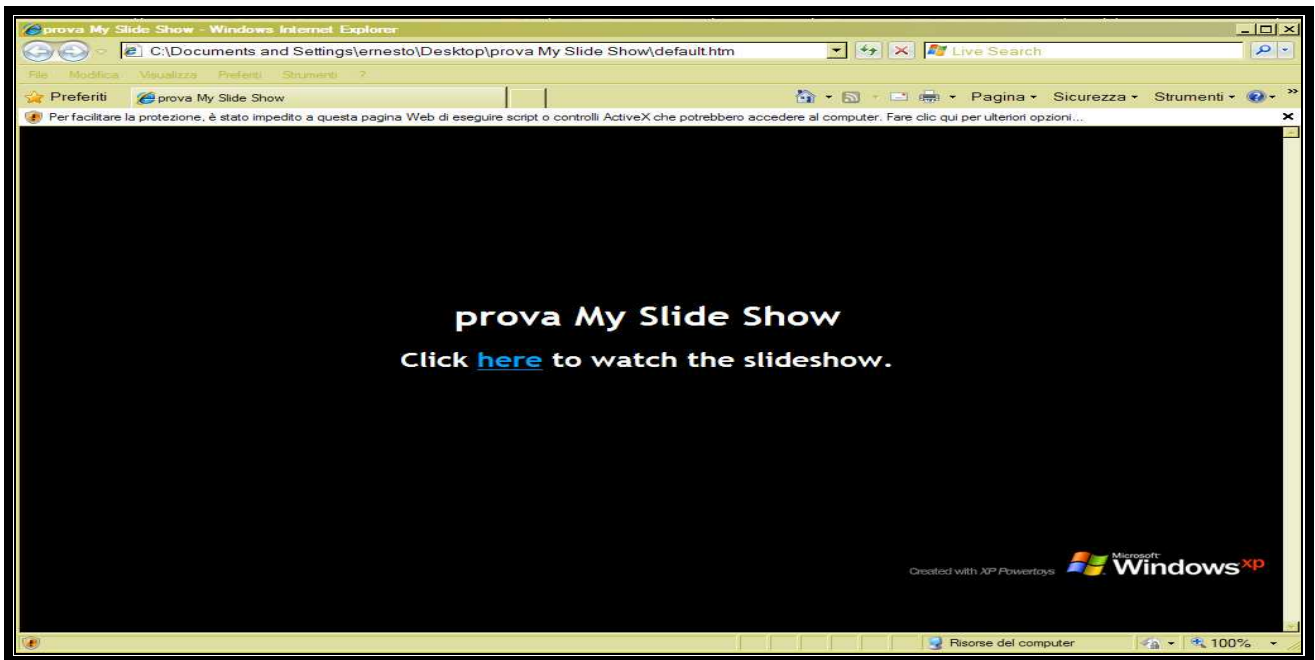 prova My Slide Show - Windows Internet Explorer
C:\Documents and Settings\ernesto\Desktop\prova My Slide Show\default.htm
Live Search
File Modifica Visualizza Preferiti Strumenti ?
Preferiti prova My Slide Show Pagina Sicurezza Strumenti
Per facilitare la protezione, è stato impedito a questa pagina Web di eseguire script o controlli ActiveX che potrebbero accedere al computer. Fare clic qui per ulteriori opzioni...
prova My Slide Show
Click here to watch the slideshow.
Created with XP Powertoys Microsoft Windows xp
Risorse del computer 100%